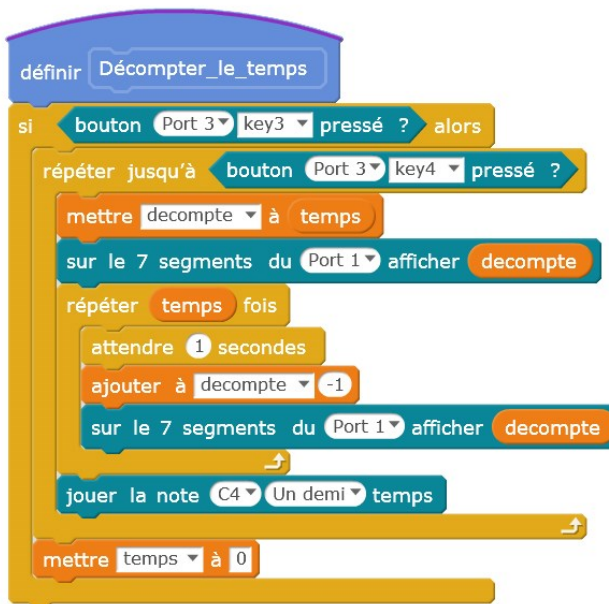 définir Décompter_le_temps
si bouton Port 3 key3 pressé ? alors
répéter jusqu'à bouton Port 3 key4 pressé ?
mettre decompte à temps
sur le 7 segments du Port 1 afficher decompte
répéter temps fois
attendre 1 secondes
ajouter à decompte -1
sur le 7 segments du Port 1 afficher decompte
jouer la note C4 Un demi temps
mettre temps à 0